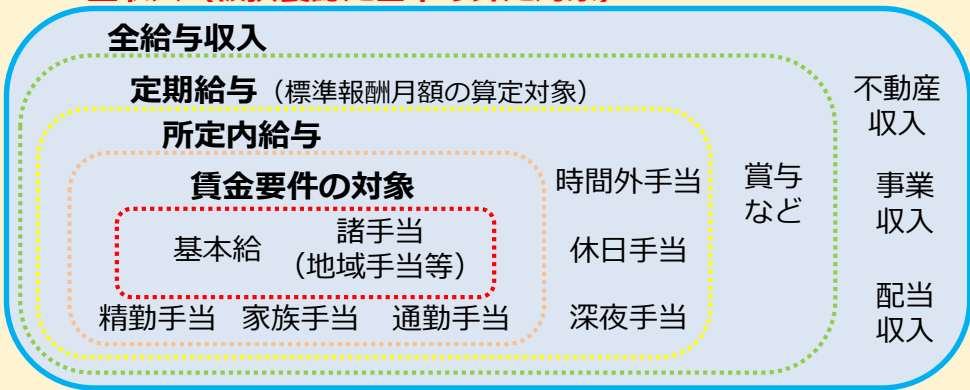 全給与収入
定期給与（標準報酬月額の算定対象）
所定内給与
賃金要件の対象
基本給
諸手当
（地域手当等）
精勤手当 家族手当 通勤手当
時間外手当
休日手当
深夜手当
賞与
など
不動産
収入
事業
収入
配当
収入